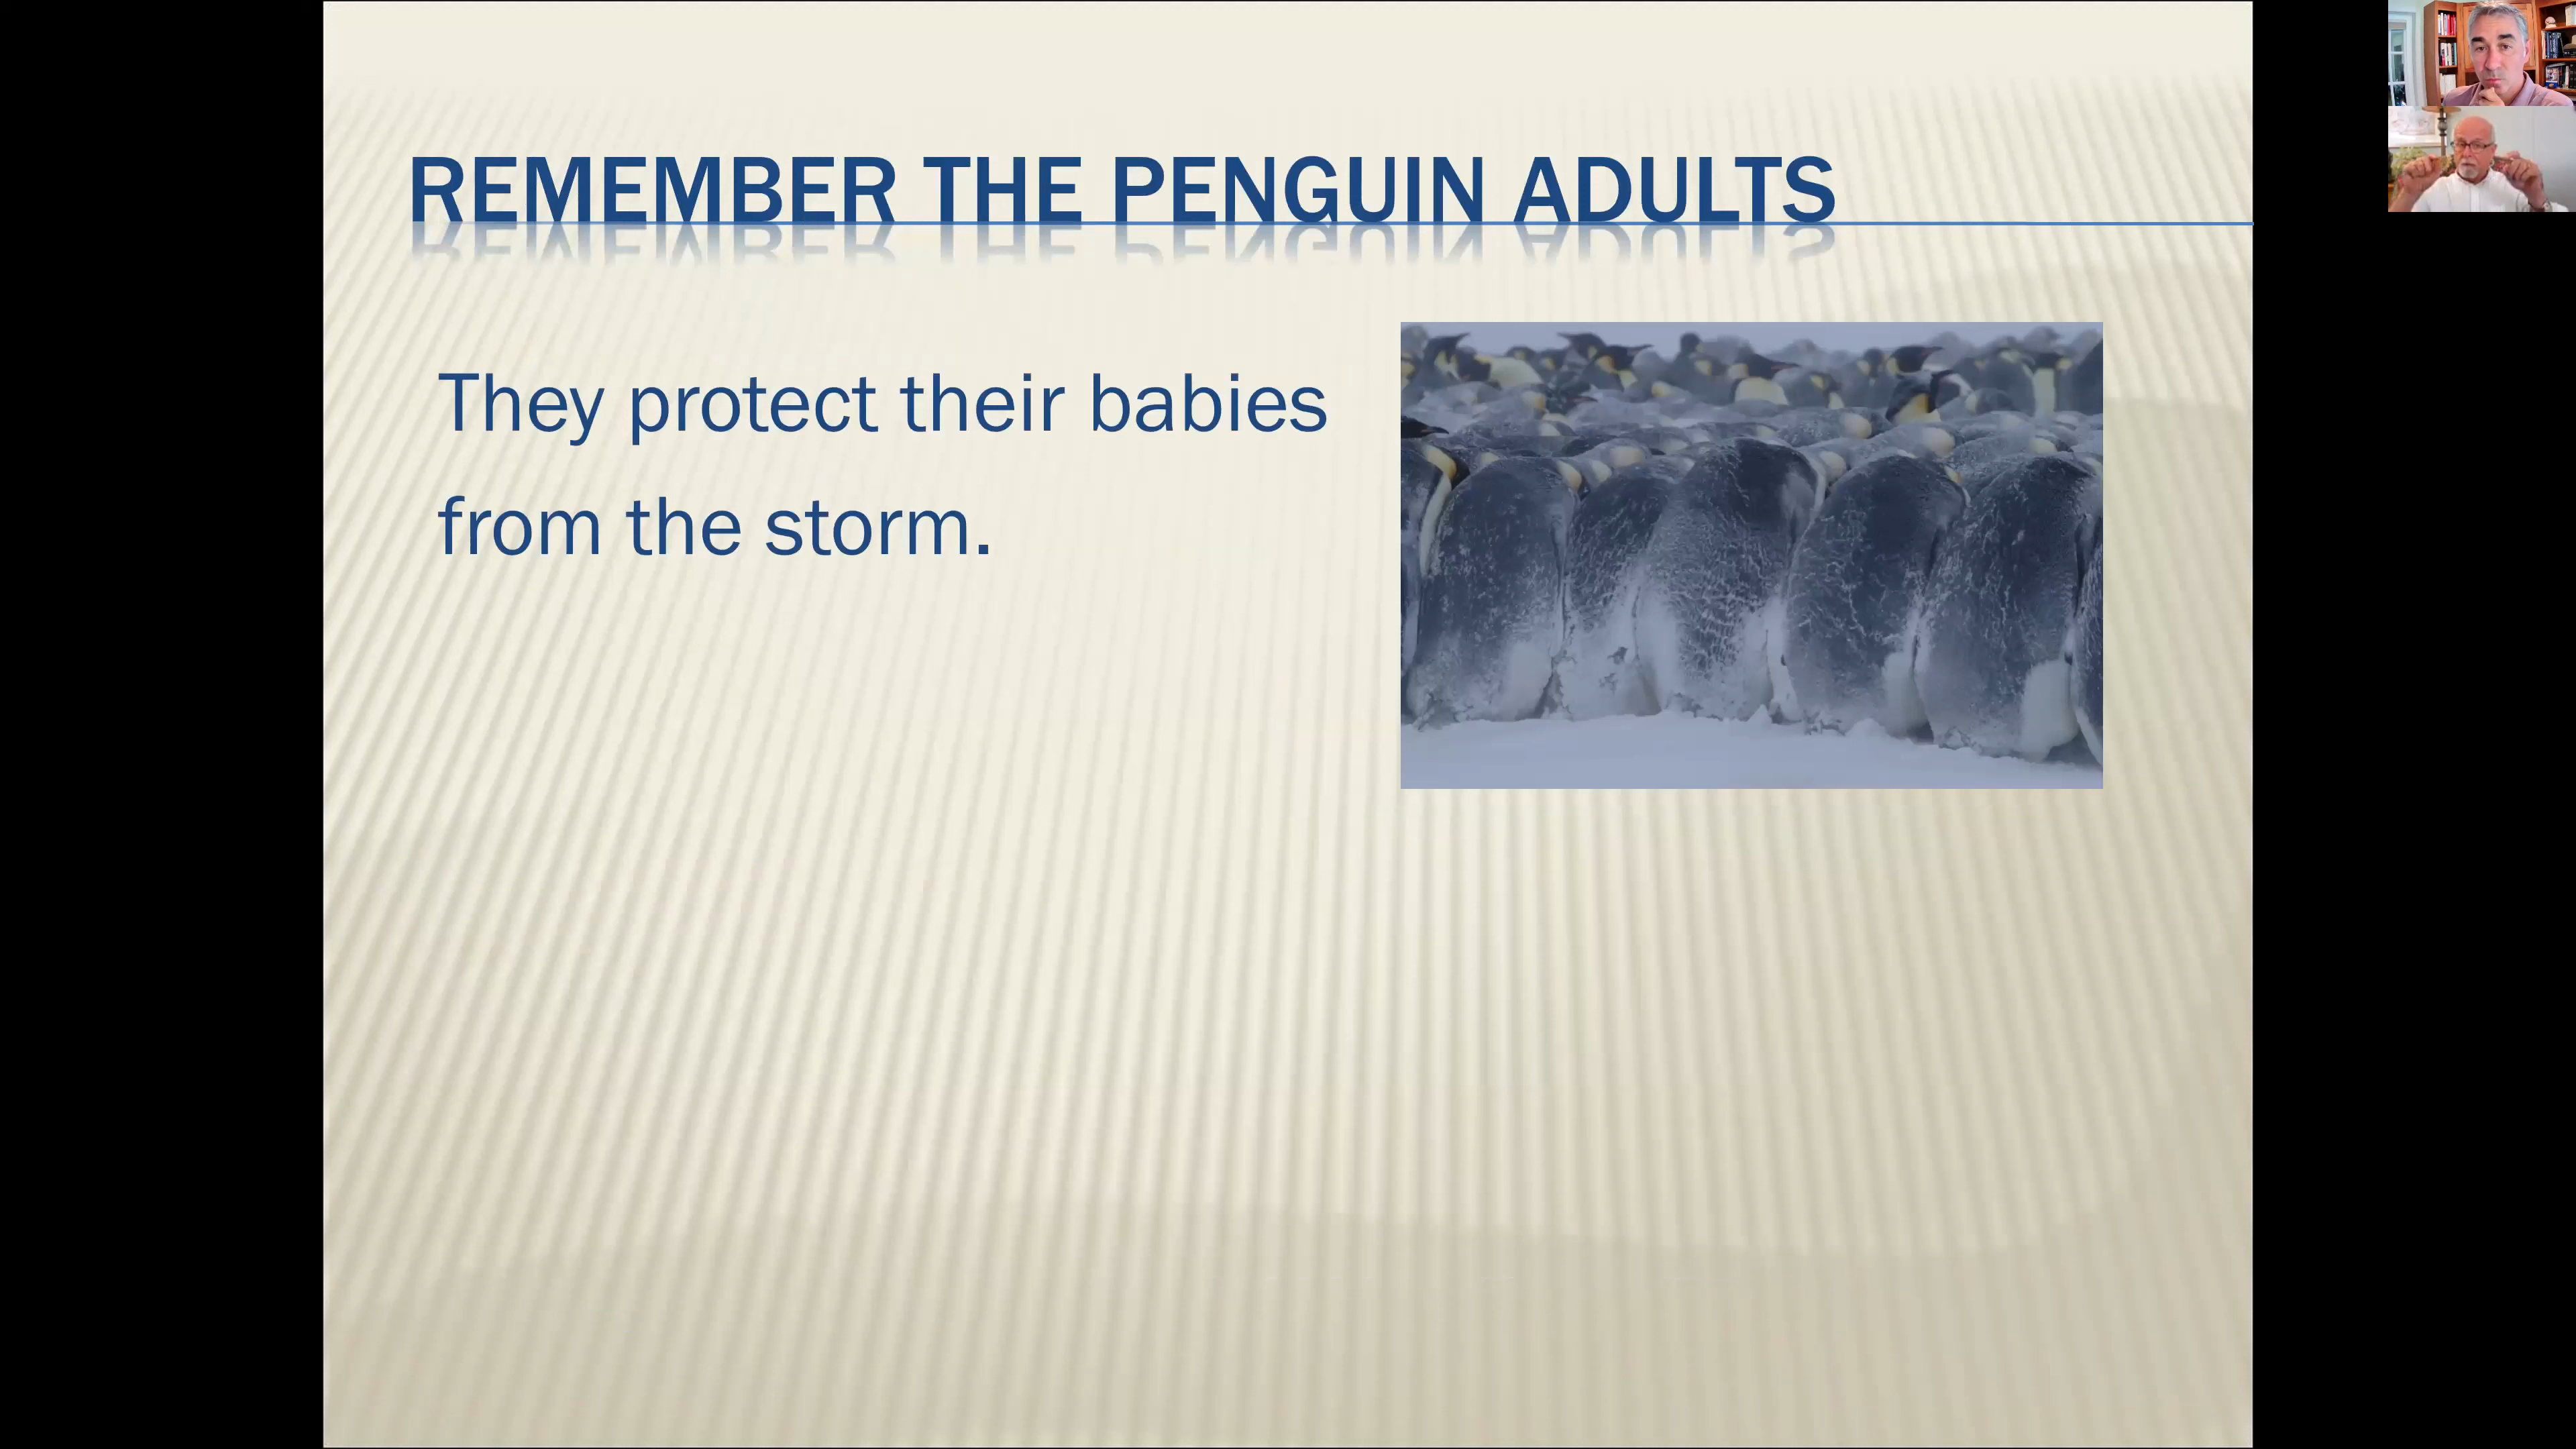 REMEMBER THE PENGUIN ADULTS
They protect their babies
from the storm.